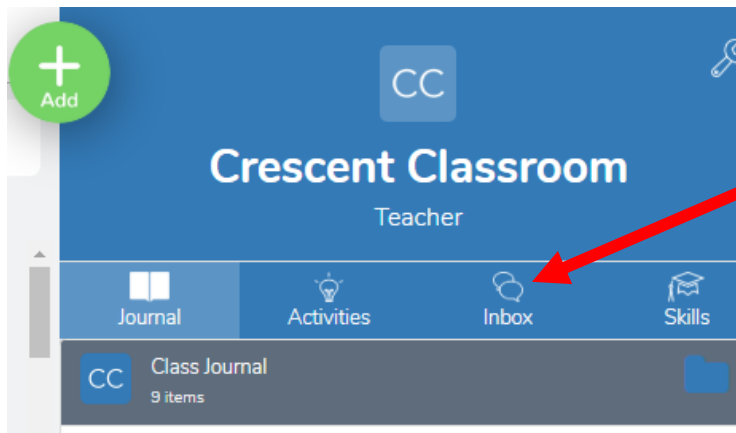 Add
CC
Crescent Classroom
Teacher
Journal Activities Inbox Skills
CC Class Journal
9 items